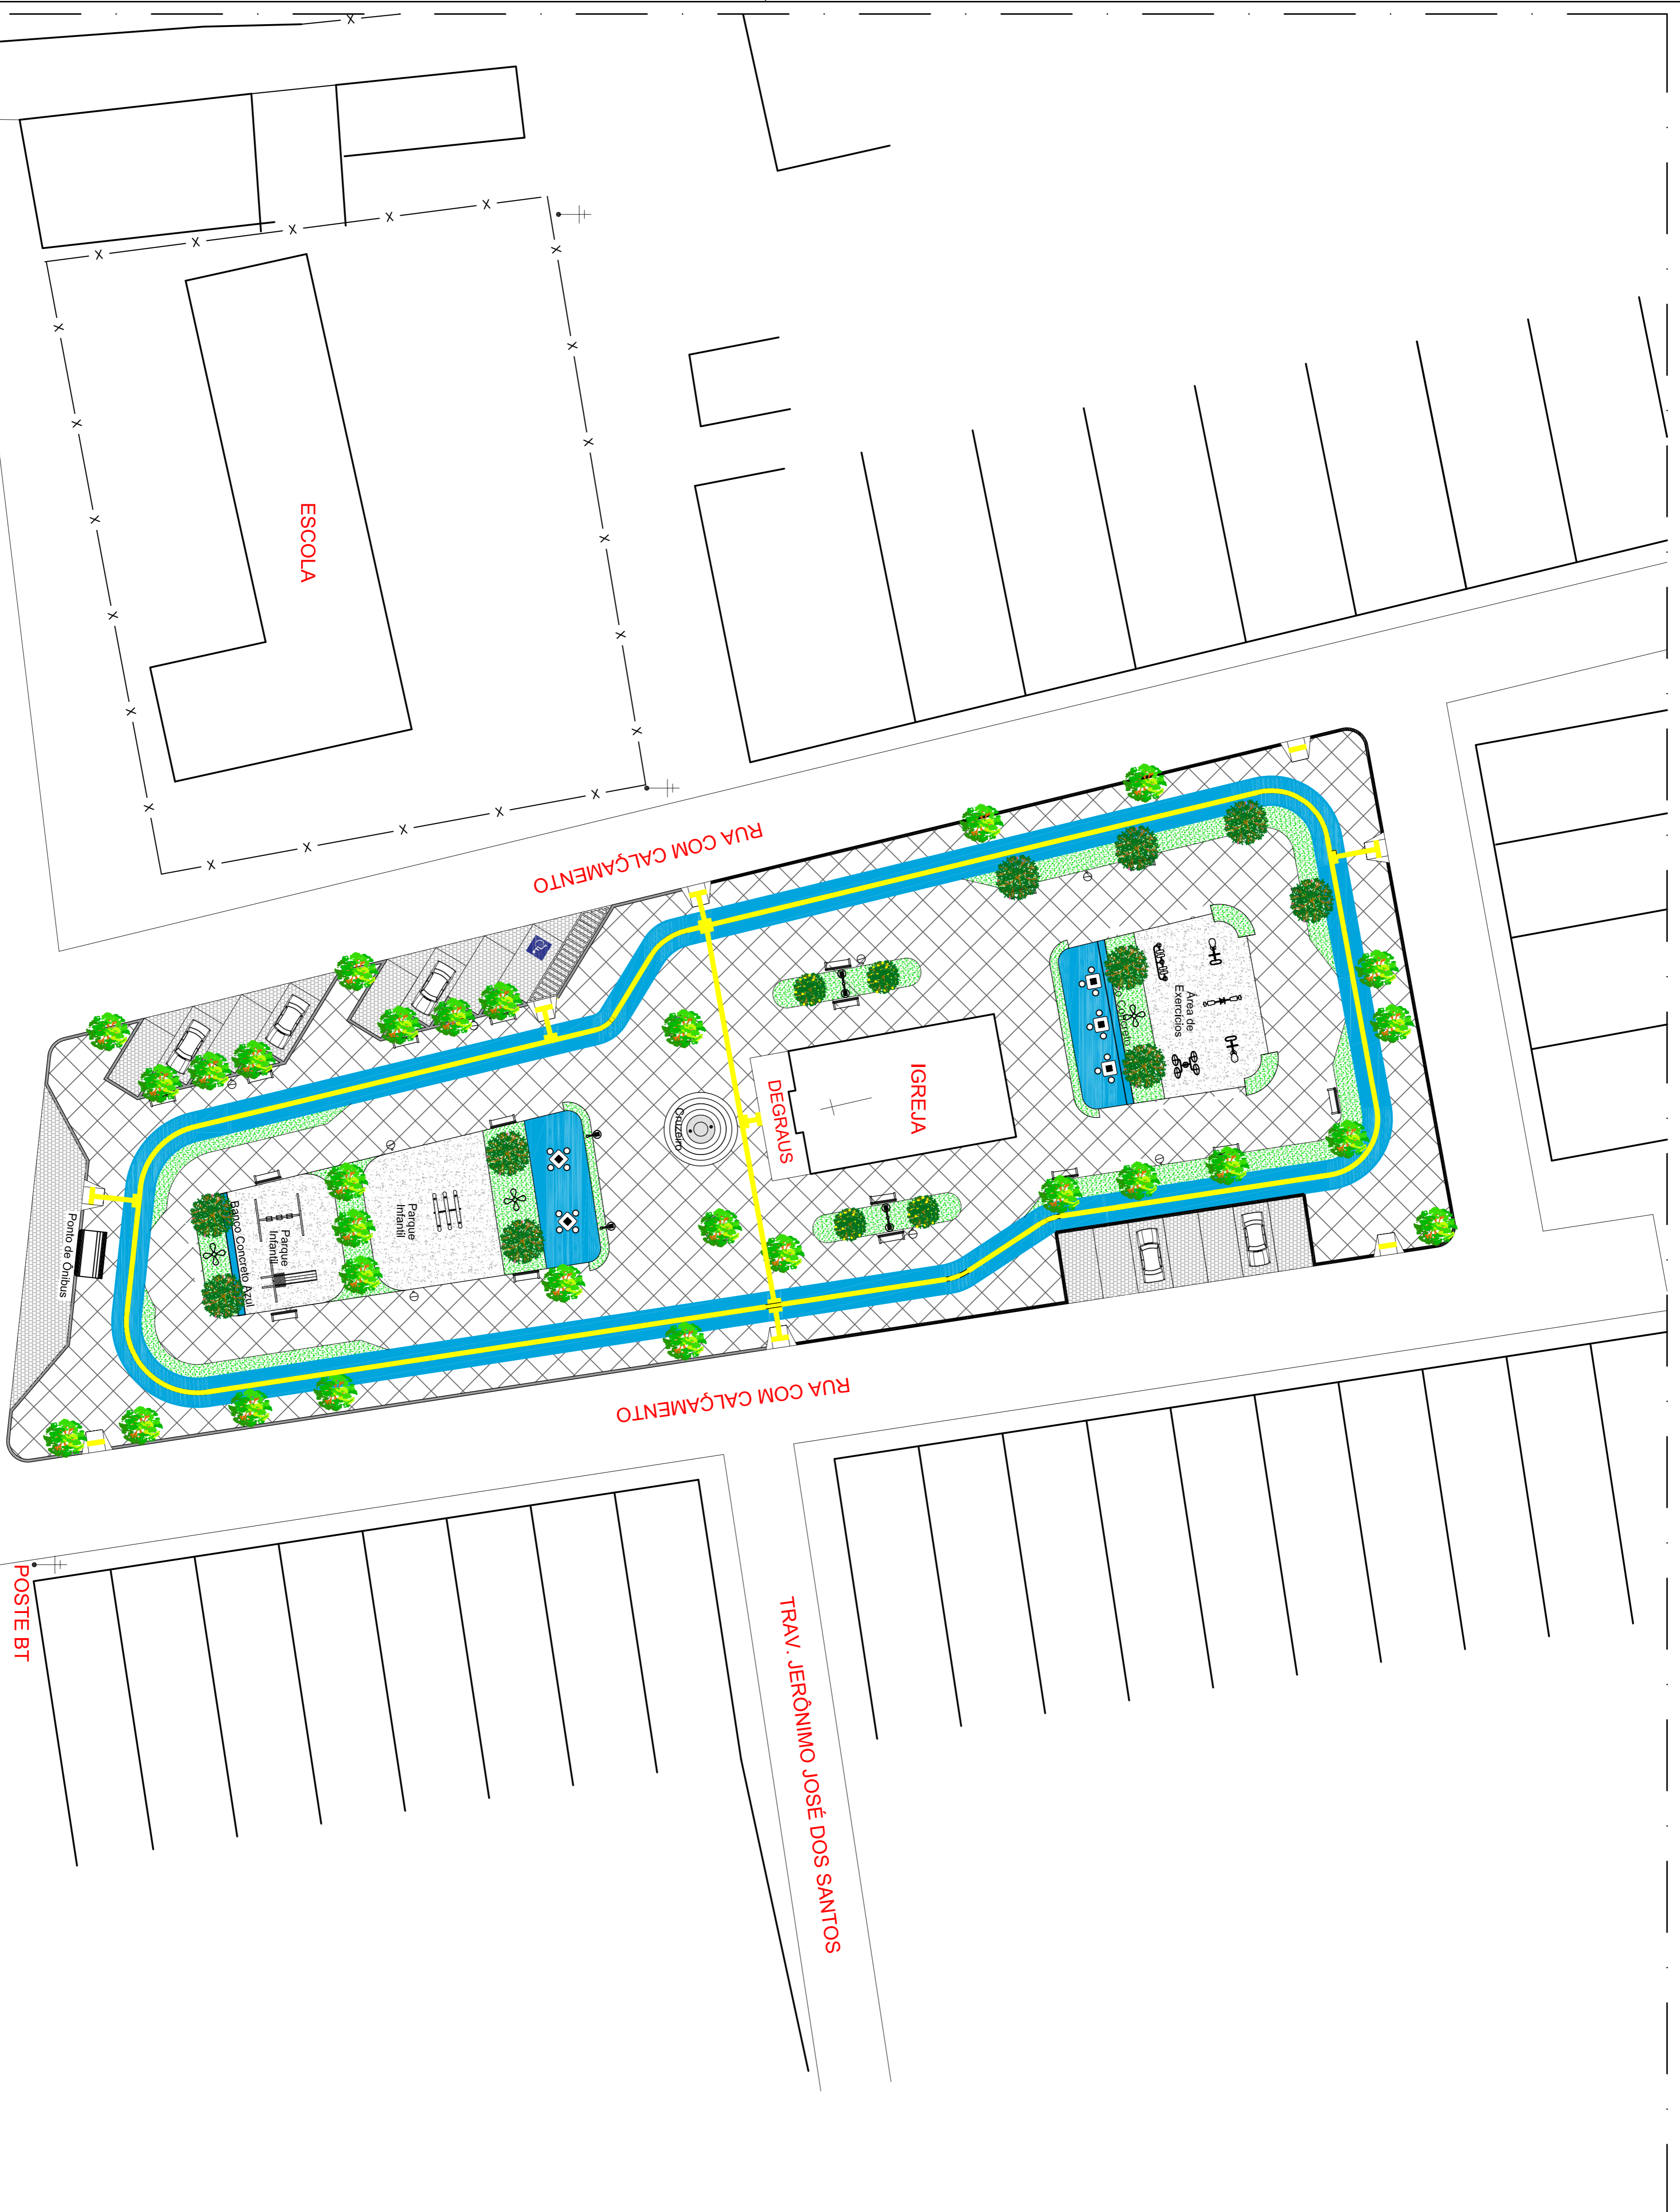 ESCOLA
RUA COM CALÇAMENTO
Área de
Exercícios
Concreto
IGREJA
DEGRAUS
Cruzeiro
Parque
Infantil
Parque
Infantil
Banco Concreto Azul
Ponto de Ônibus
RUA COM CALÇAMENTO
POSTE BT
TRAV. JERÔNIMO JOSÉ DOS SANTOS